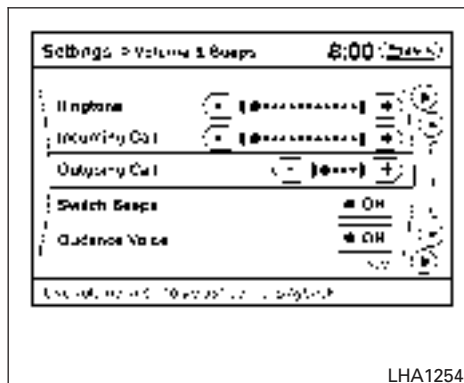 Settings > Volume & Beeps 8:00
Ringtone - +
Incoming Call - +
Outgoing Call - +
Switch Beeps ON
Guidance Voice ON
LHA1254